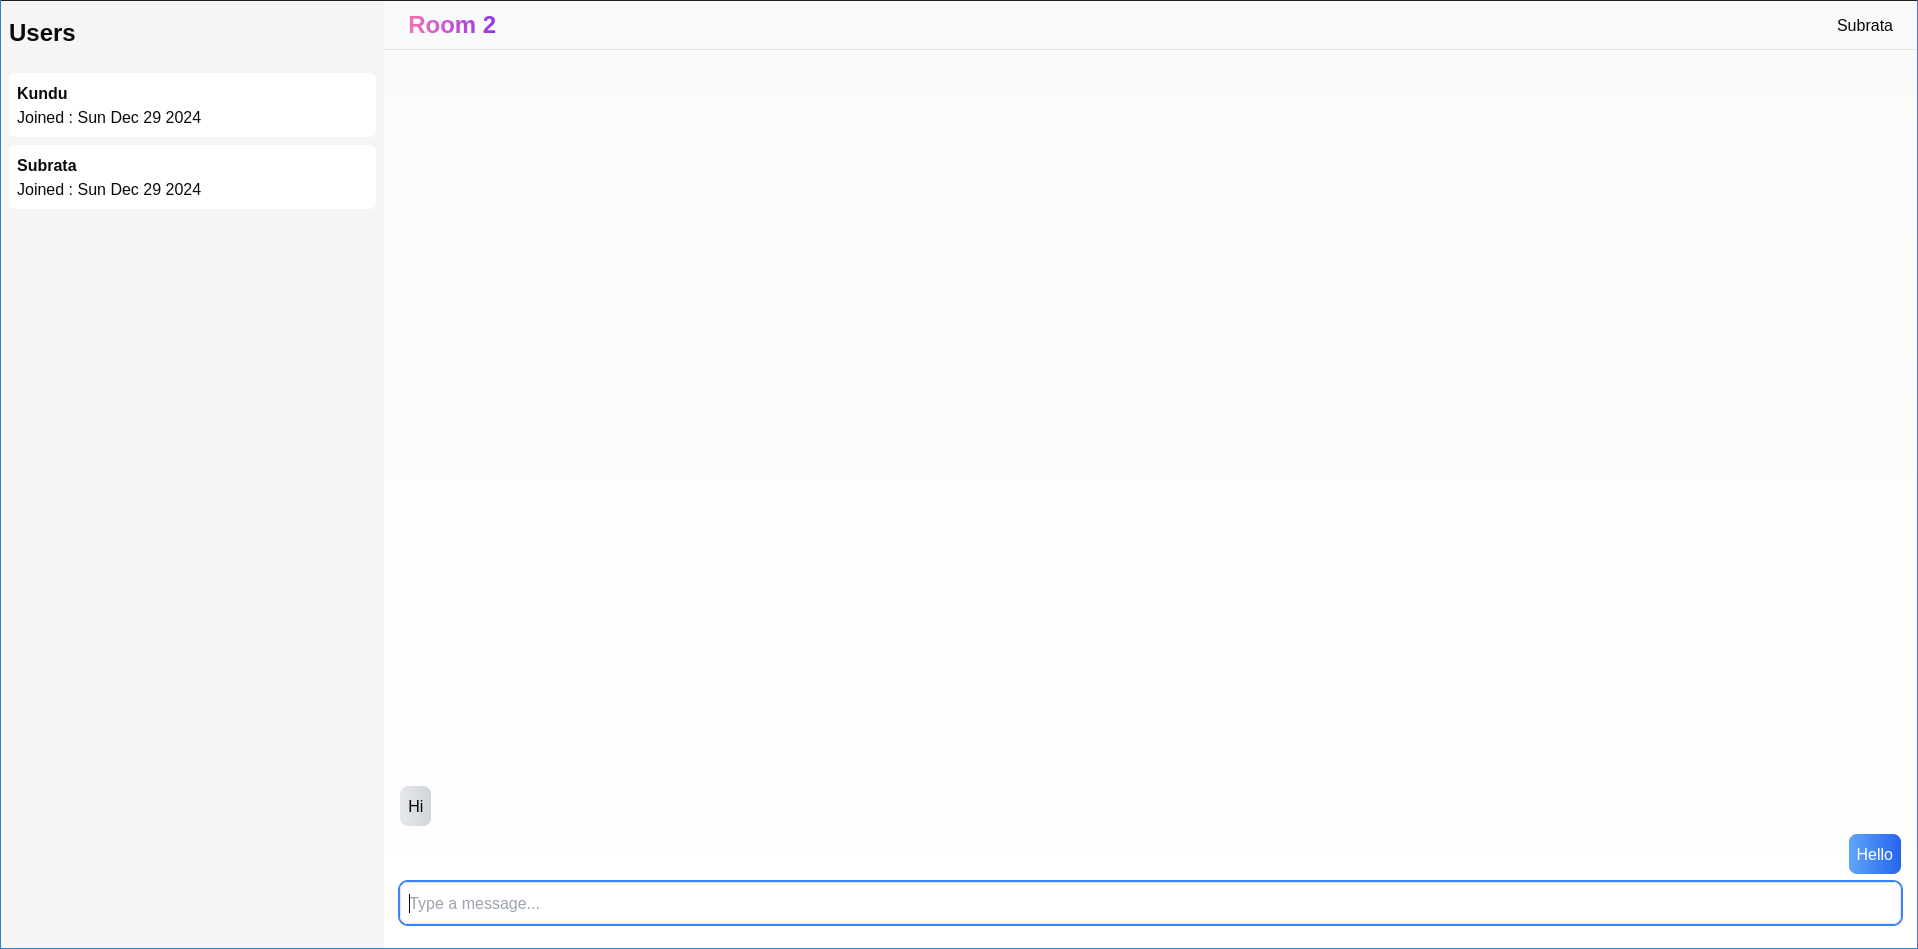 Users
Kundu
Joined : Sun Dec 29 2024
Subrata
Joined : Sun Dec 29 2024
Room 2
Subrata
Hi
Hello
Type a message...